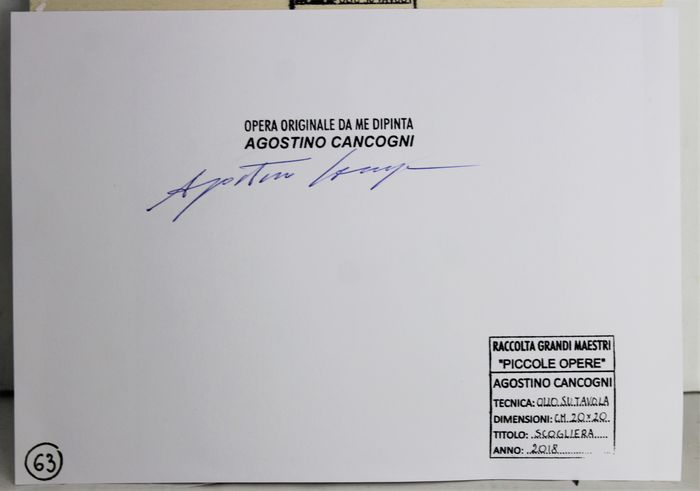 OPERA ORIGINALE DA ME DIPINTA
AGOSTINO CANCOGNI
Agostino
RACCOLTA GRANDI MAESTRI
"PICCOLE OPERE"
AGOSTINO CANCOGNI
TECNICA: OLIO SU TAVOLA
DIMENSIONI: CM 20x20
TITOLO: SCOGLIERA
ANNO: 2018
63